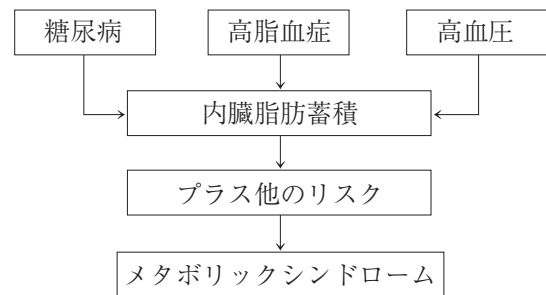 糖尿病
高脂血症
高血圧
内臓脂肪蓄積
プラス他のリスク
メタボリックシンドローム